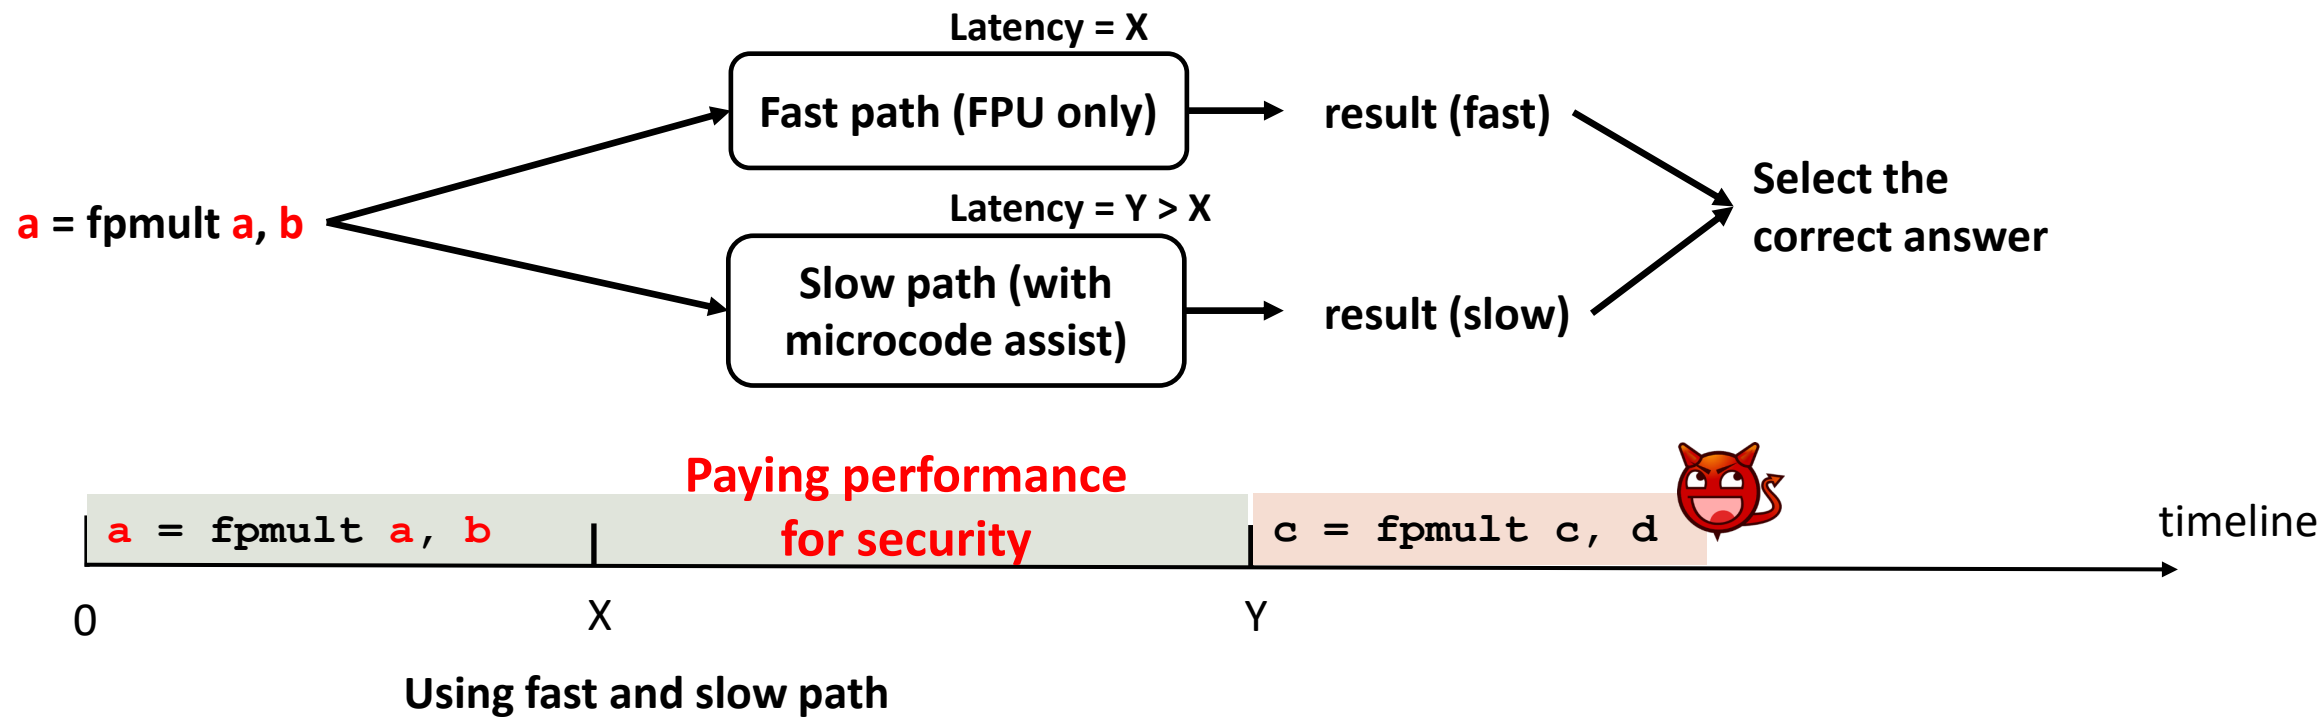 Latency = X
Fast path (FPU only)
result (fast)
Select the
correct answer
a = fpmult a, b
Latency = Y > X
Slow path (with
microcode assist)
result (slow)
Paying performance
for security
a = fpmult a, b
c = fpmult c, d
timeline
0
X
Y
Using fast and slow path